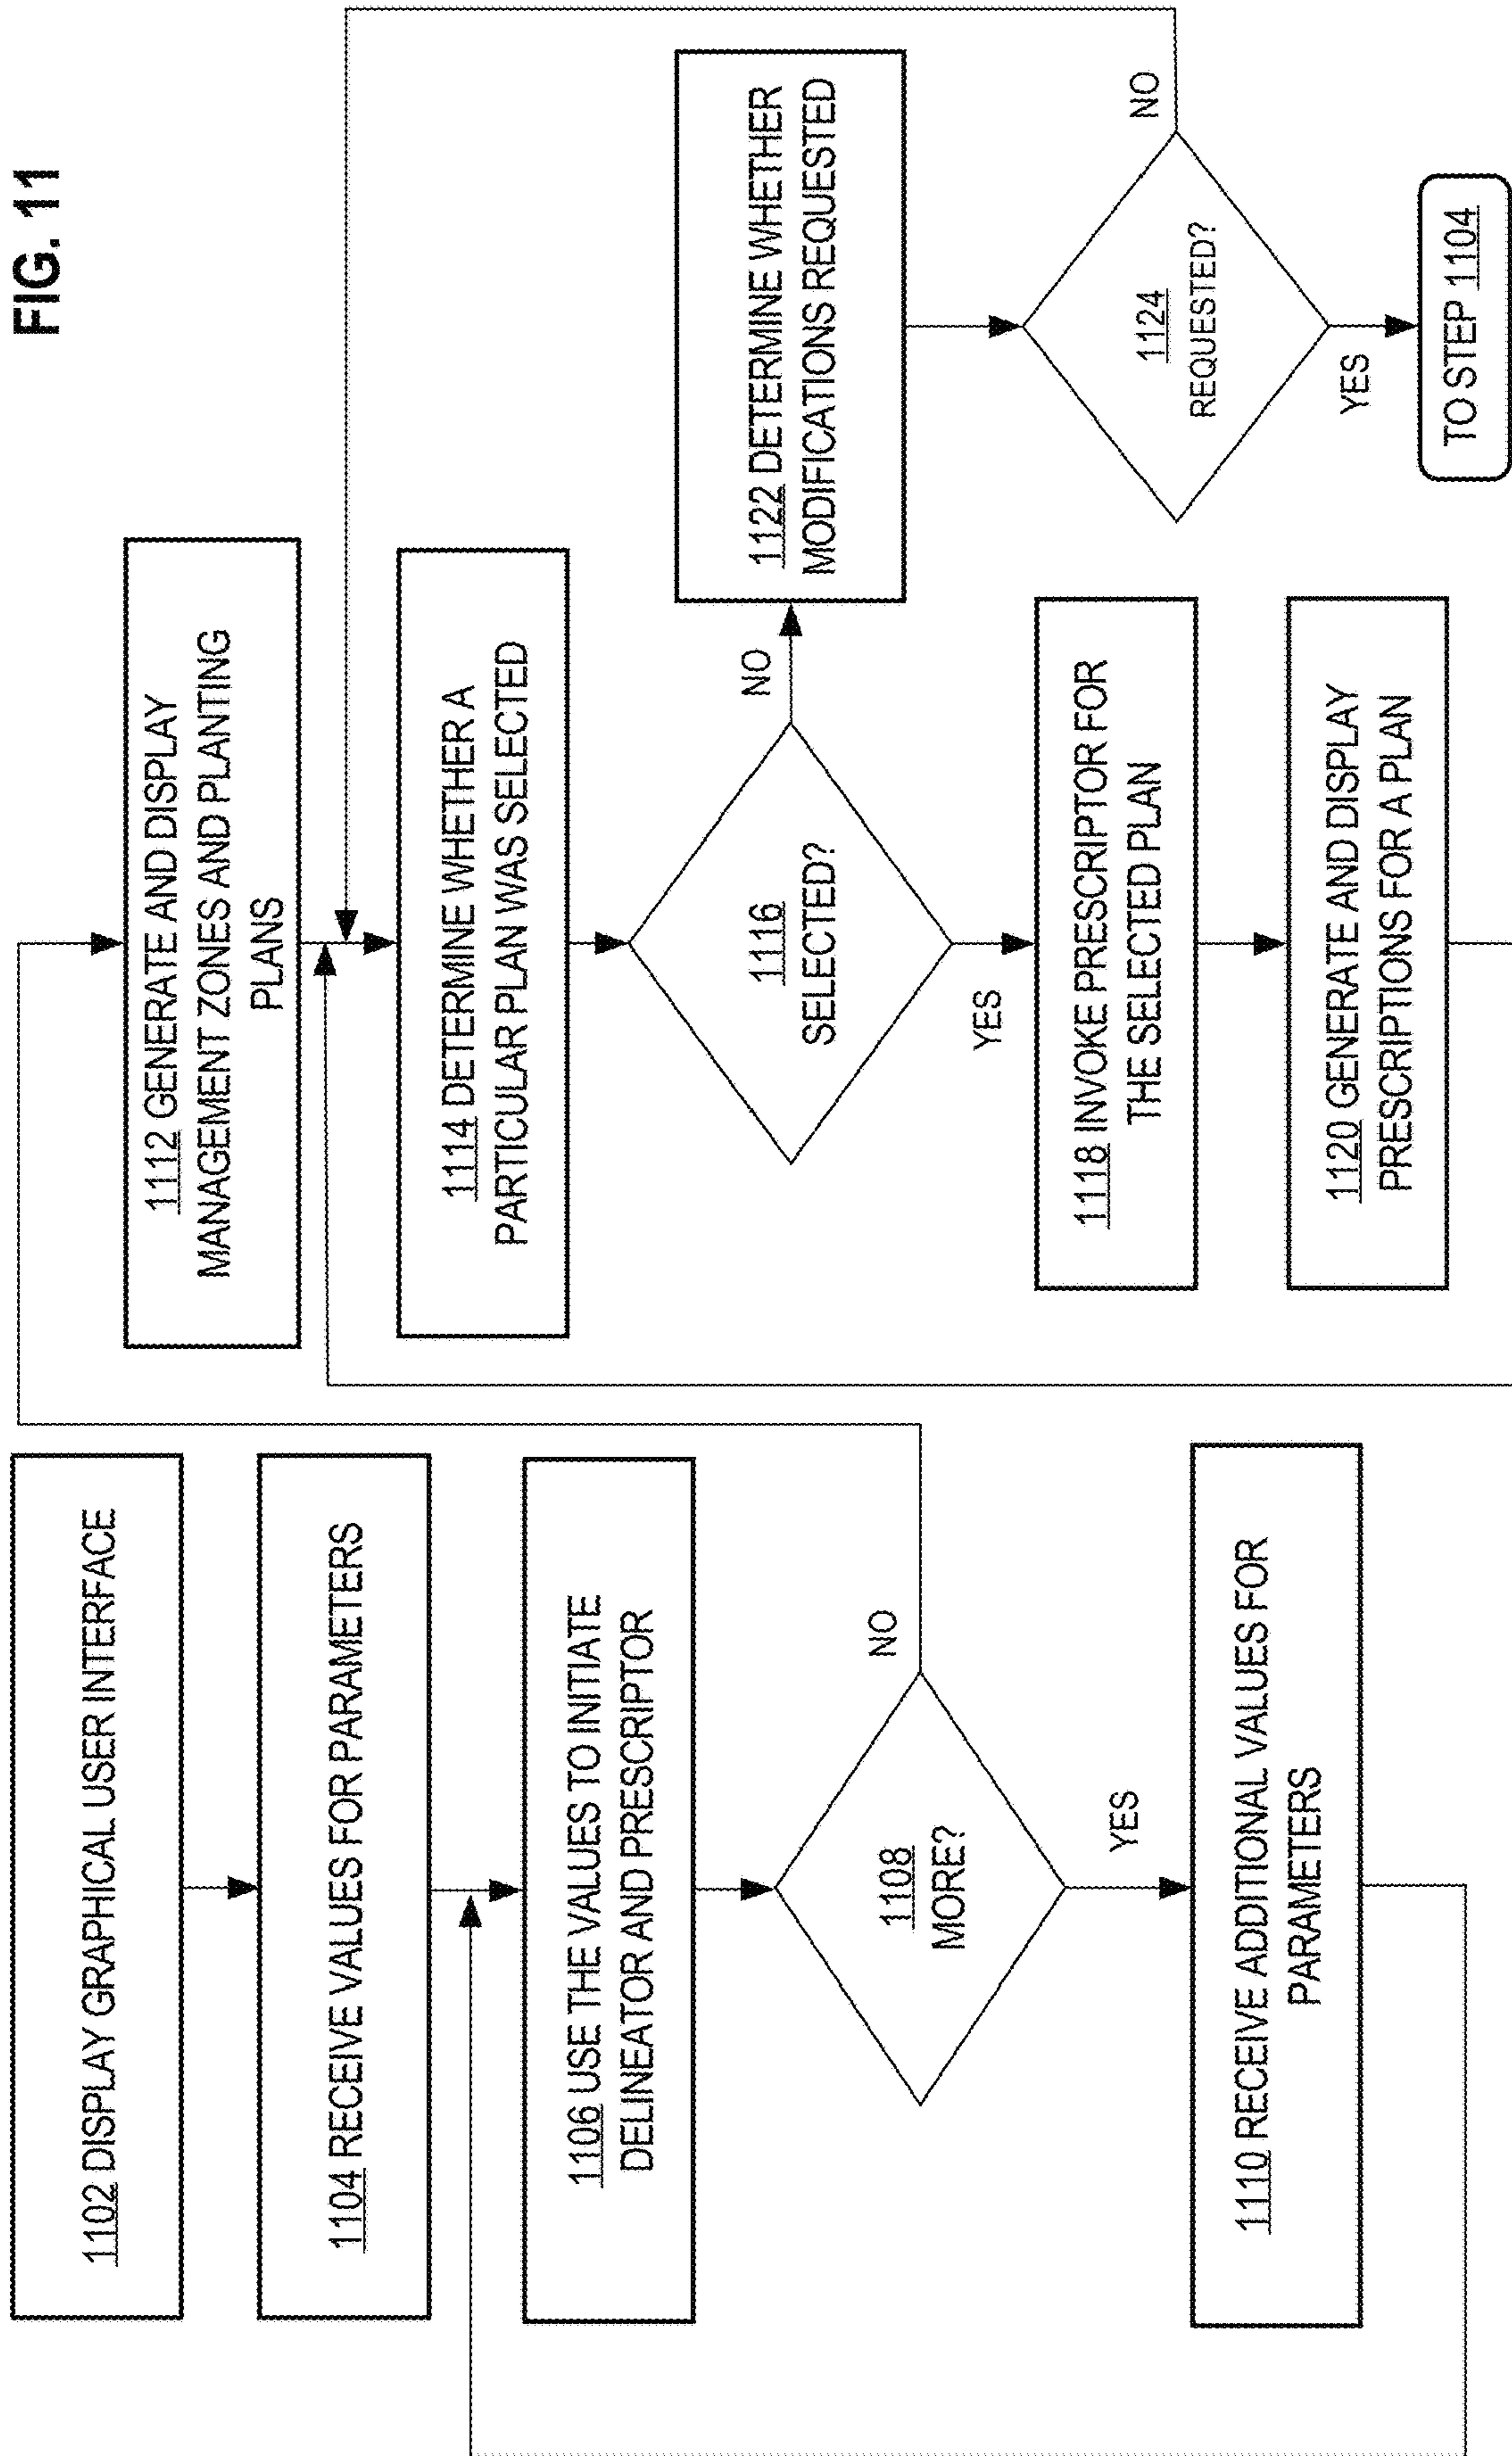 FIG. 11
1102 DISPLAY GRAPHICAL USER INTERFACE
1104 RECEIVE VALUES FOR PARAMETERS
1106 USE THE VALUES TO INITIATE
DELINEATOR AND PRESCRIPTOR
1108
MORE?
NO
YES
1110 RECEIVE ADDITIONAL VALUES FOR
PARAMETERS
1112 GENERATE AND DISPLAY
MANAGEMENT ZONES AND PLANTING
PLANS
1114 DETERMINE WHETHER A
PARTICULAR PLAN WAS SELECTED
1116
SELECTED?
NO
YES
1118 INVOKE PRESCRIPTOR FOR
THE SELECTED PLAN
1120 GENERATE AND DISPLAY
PRESCRIPTIONS FOR A PLAN
1122 DETERMINE WHETHER
MODIFICATIONS REQUESTED
1124
REQUESTED?
NO
YES
TO STEP 1104